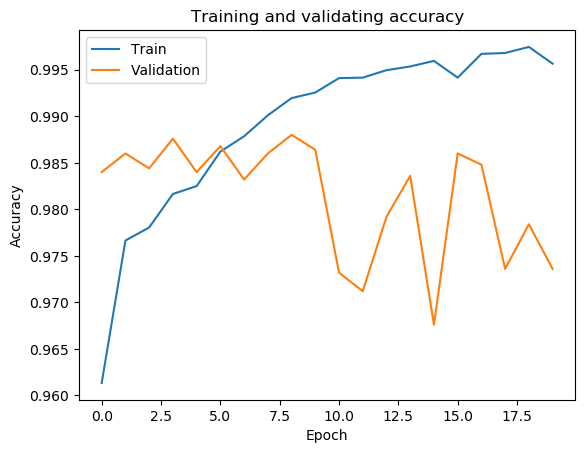 Training and validating accuracy
Train
Validation
0.995
0.990
0.985
0.980
0.975
0.970
0.965
0.960
Accuracy
0.0 2.5 5.0 7.5 10.0 12.5 15.0 17.5
Epoch